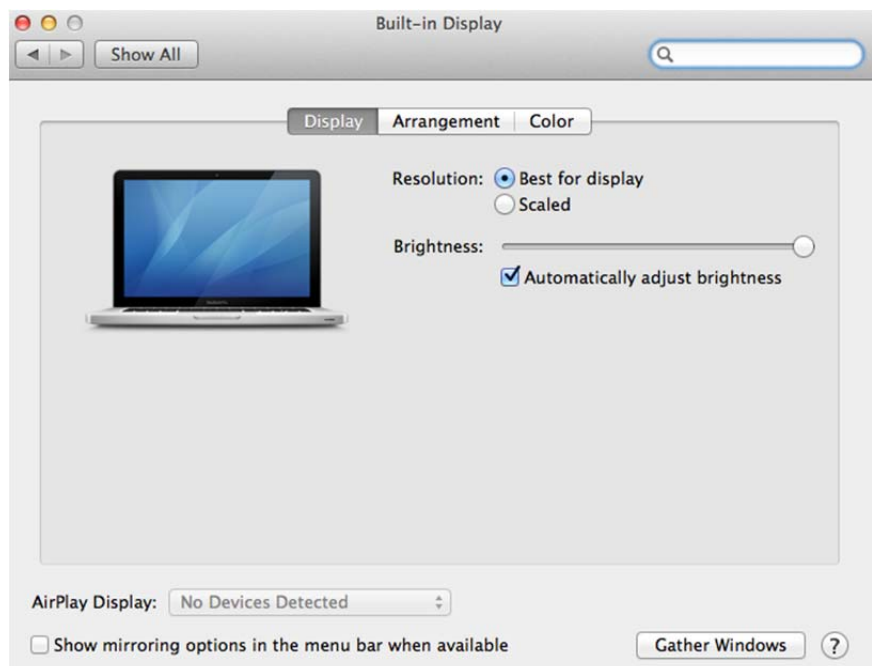 Built-in Display
Show All
Display Arrangement Color
Resolution: Best for display
Scaled
Brightness:
Automatically adjust brightness
AirPlay Display: No Devices Detected
Show mirroring options in the menu bar when available Gather Windows ?